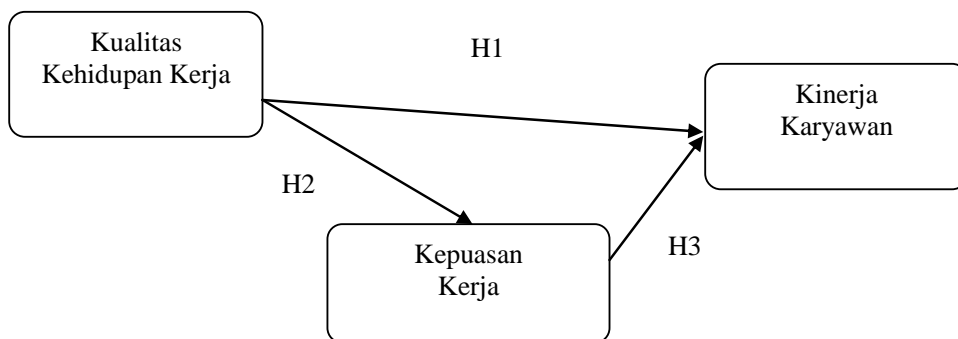 Kualitas
Kehidupan Kerja
H1
Kinerja
Karyawan
H2
Kepuasan
Kerja
H3